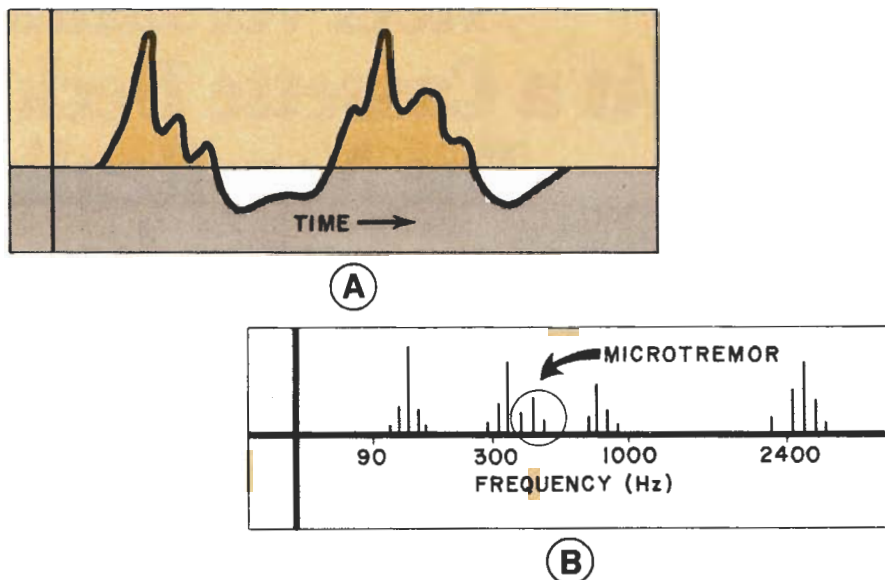 TIME
A
MICROTREMOR
90 300 1000 2400
FREQUENCY (Hz)
B